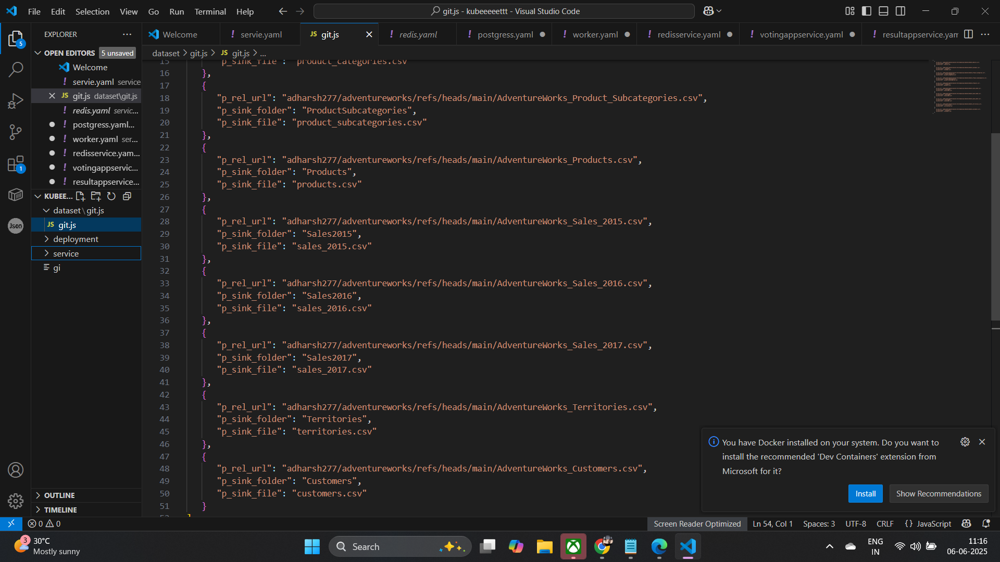 File Edit Selection View Go Run Terminal Help
git.js - kubeeeeettt - Visual Studio Code
EXPLORER
OPEN EDITORS 5 unsaved
Welcome
servie.yaml service
git.js dataset\git.js
redis.yaml servic...
postgress.yaml...
worker.yaml ser...
redisservice.yam...
votingappservic...
resultappservice...
KUBEE...
dataset\git.js
git.js
deployment
service
gi
OUTLINE
TIMELINE
5
1
Json
Welcome servie.yaml git.js redis.yaml postgress.yaml worker.yaml redisservice.yaml votingappservice.yaml resultappservice.yam
dataset > git.js > JS git.js > ...
15 "p_sink_file": "product_categories.csv"
16 },
17 {
18 "p_rel_url": "adharsh277/adventureworks/refs/heads/main/AdventureWorks_Product_Subcategories.csv",
19 "p_sink_folder": "ProductSubcategories",
20 "p_sink_file": "product_subcategories.csv"
21 },
22 {
23 "p_rel_url": "adharsh277/adventureworks/refs/heads/main/AdventureWorks_Products.csv",
24 "p_sink_folder": "Products",
25 "p_sink_file": "products.csv"
26 },
27 {
28 "p_rel_url": "adharsh277/adventureworks/refs/heads/main/AdventureWorks_Sales_2015.csv",
29 "p_sink_folder": "Sales2015",
30 "p_sink_file": "sales_2015.csv"
31 },
32 {
33 "p_rel_url": "adharsh277/adventureworks/refs/heads/main/AdventureWorks_Sales_2016.csv",
34 "p_sink_folder": "Sales2016",
35 "p_sink_file": "sales_2016.csv"
36 },
37 {
38 "p_rel_url": "adharsh277/adventureworks/refs/heads/main/AdventureWorks_Sales_2017.csv",
39 "p_sink_folder": "Sales2017",
40 "p_sink_file": "sales_2017.csv"
41 },
42 {
43 "p_rel_url": "adharsh277/adventureworks/refs/heads/main/AdventureWorks_Territories.csv",
44 "p_sink_folder": "Territories",
45 "p_sink_file": "territories.csv"
46 },
47 {
48 "p_rel_url": "adharsh277/adventureworks/refs/heads/main/AdventureWorks_Customers.csv",
49 "p_sink_folder": "Customers",
50 "p_sink_file": "customers.csv"
51 }
52 ]
You have Docker installed on your system. Do you want to
install the recommended 'Dev Containers' extension from
Microsoft for it?
Install Show Recommendations
0 0
Screen Reader Optimized Ln 54, Col 1 Spaces: 3 UTF-8 CRLF {} JavaScript
3
30°C
Mostly sunny
Search
ENG
IN
11:16
06-06-2025